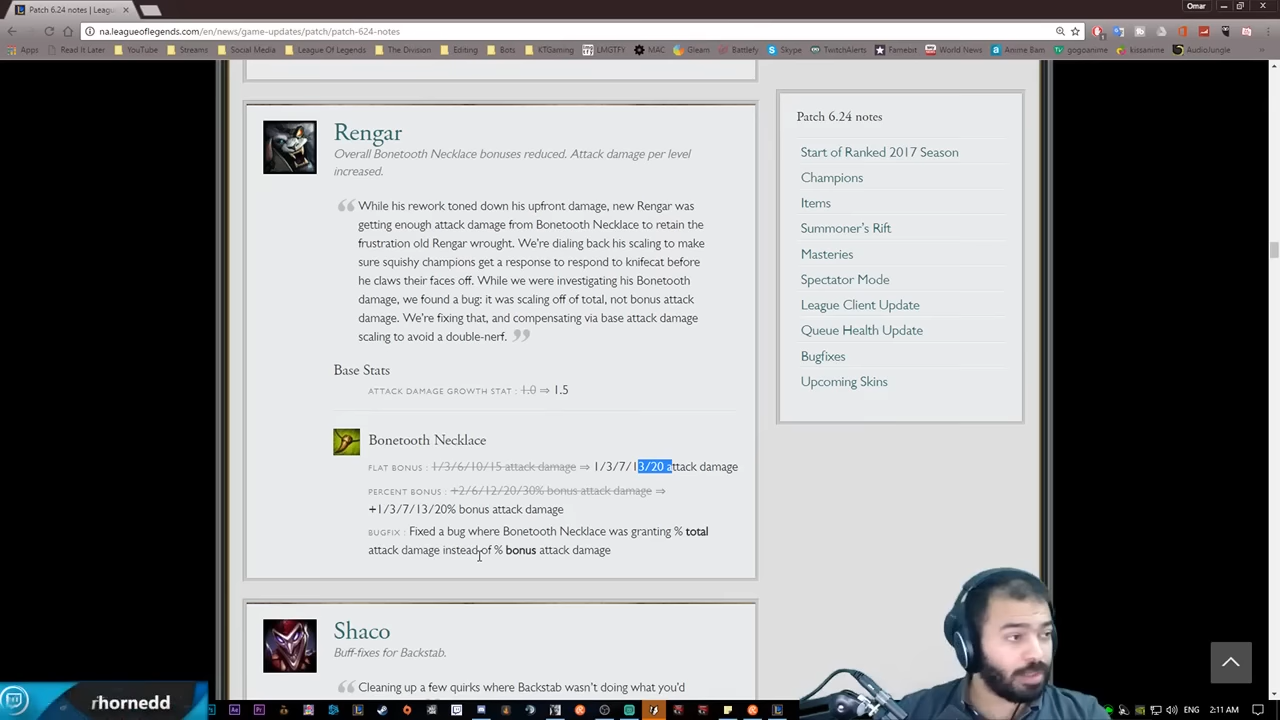 Patch 6.24 notes | Leagu
Omar
na.leagueoflegends.com/en/news/game-updates/patch/patch-624-notes
Apps Read It Later YouTube Streams Social Media League Of Legends The Division Editing Bots KTGaming LMGTFY MAC Gleam Battlefy Skype TwitchAlerts Famebit World News Anime Bam gogoanime kissanime AudioJungle
Rengar
Overall Bonetooth Necklace bonuses reduced. Attack damage per level
increased.
While his rework toned down his upfront damage, new Rengar was
getting enough attack damage from Bonetooth Necklace to retain the
frustration old Rengar wrought. We're dialing back his scaling to make
sure squishy champions get a response to respond to knifecat before
he claws their faces off. While we were investigating his Bonetooth
damage, we found a bug: it was scaling off of total, not bonus attack
damage. We're fixing that, and compensating via base attack damage
scaling to avoid a double-nerf.
Base Stats
ATTACK DAMAGE GROWTH STAT : 1.0 ⇒ 1.5
Bonetooth Necklace
FLAT BONUS : 1/3/6/10/15 attack damage ⇒ 1/3/7/13/20 attack damage
PERCENT BONUS : +2/6/12/20/30% bonus attack damage ⇒
+1/3/7/13/20% bonus attack damage
BUGFIX : Fixed a bug where Bonetooth Necklace was granting % total
attack damage instead of % bonus attack damage
Shaco
Buff-fixes for Backstab.
Cleaning up a few quirks where Backstab wasn't doing what you'd
Patch 6.24 notes
Start of Ranked 2017 Season
Champions
Items
Summoner's Rift
Masteries
Spectator Mode
League Client Update
Queue Health Update
Bugfixes
Upcoming Skins
rhornedd
2:11 AM